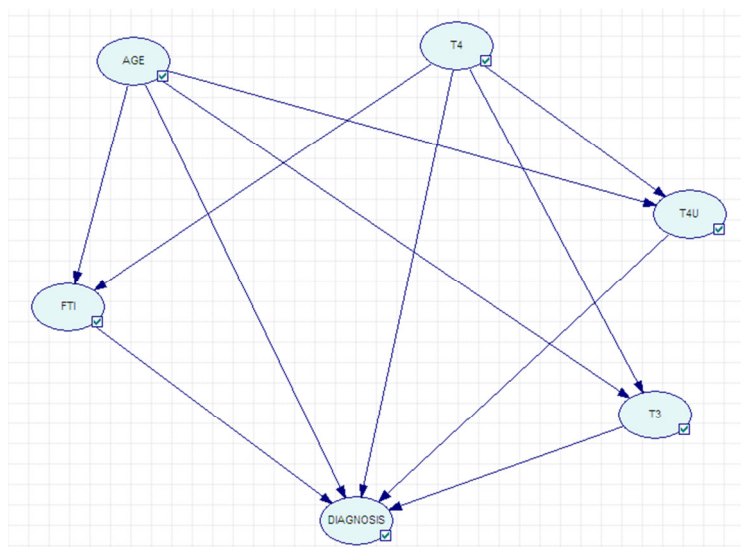 AGE
T4
T4U
FTI
T3
DIAGNOSIS